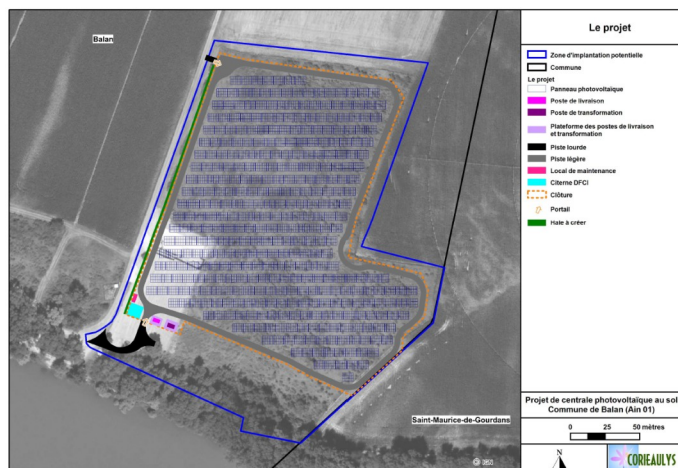 Balan
Saint-Maurice-de-Gourdans
Le projet
Zone d'implantation potentielle
Commune
Le projet
Panneau photovoltaïque
Poste de livraison
Poste de transformation
Plateforme des postes de livraison
et transformation
Piste lourde
Piste légère
Local de maintenance
Citerne DFCI
Clôture
Portail
Haie à créer
Projet de centrale photovoltaïque au sol
Commune de Balan (Ain 01)
0 25 50 mètres
N
CORIEAULYS